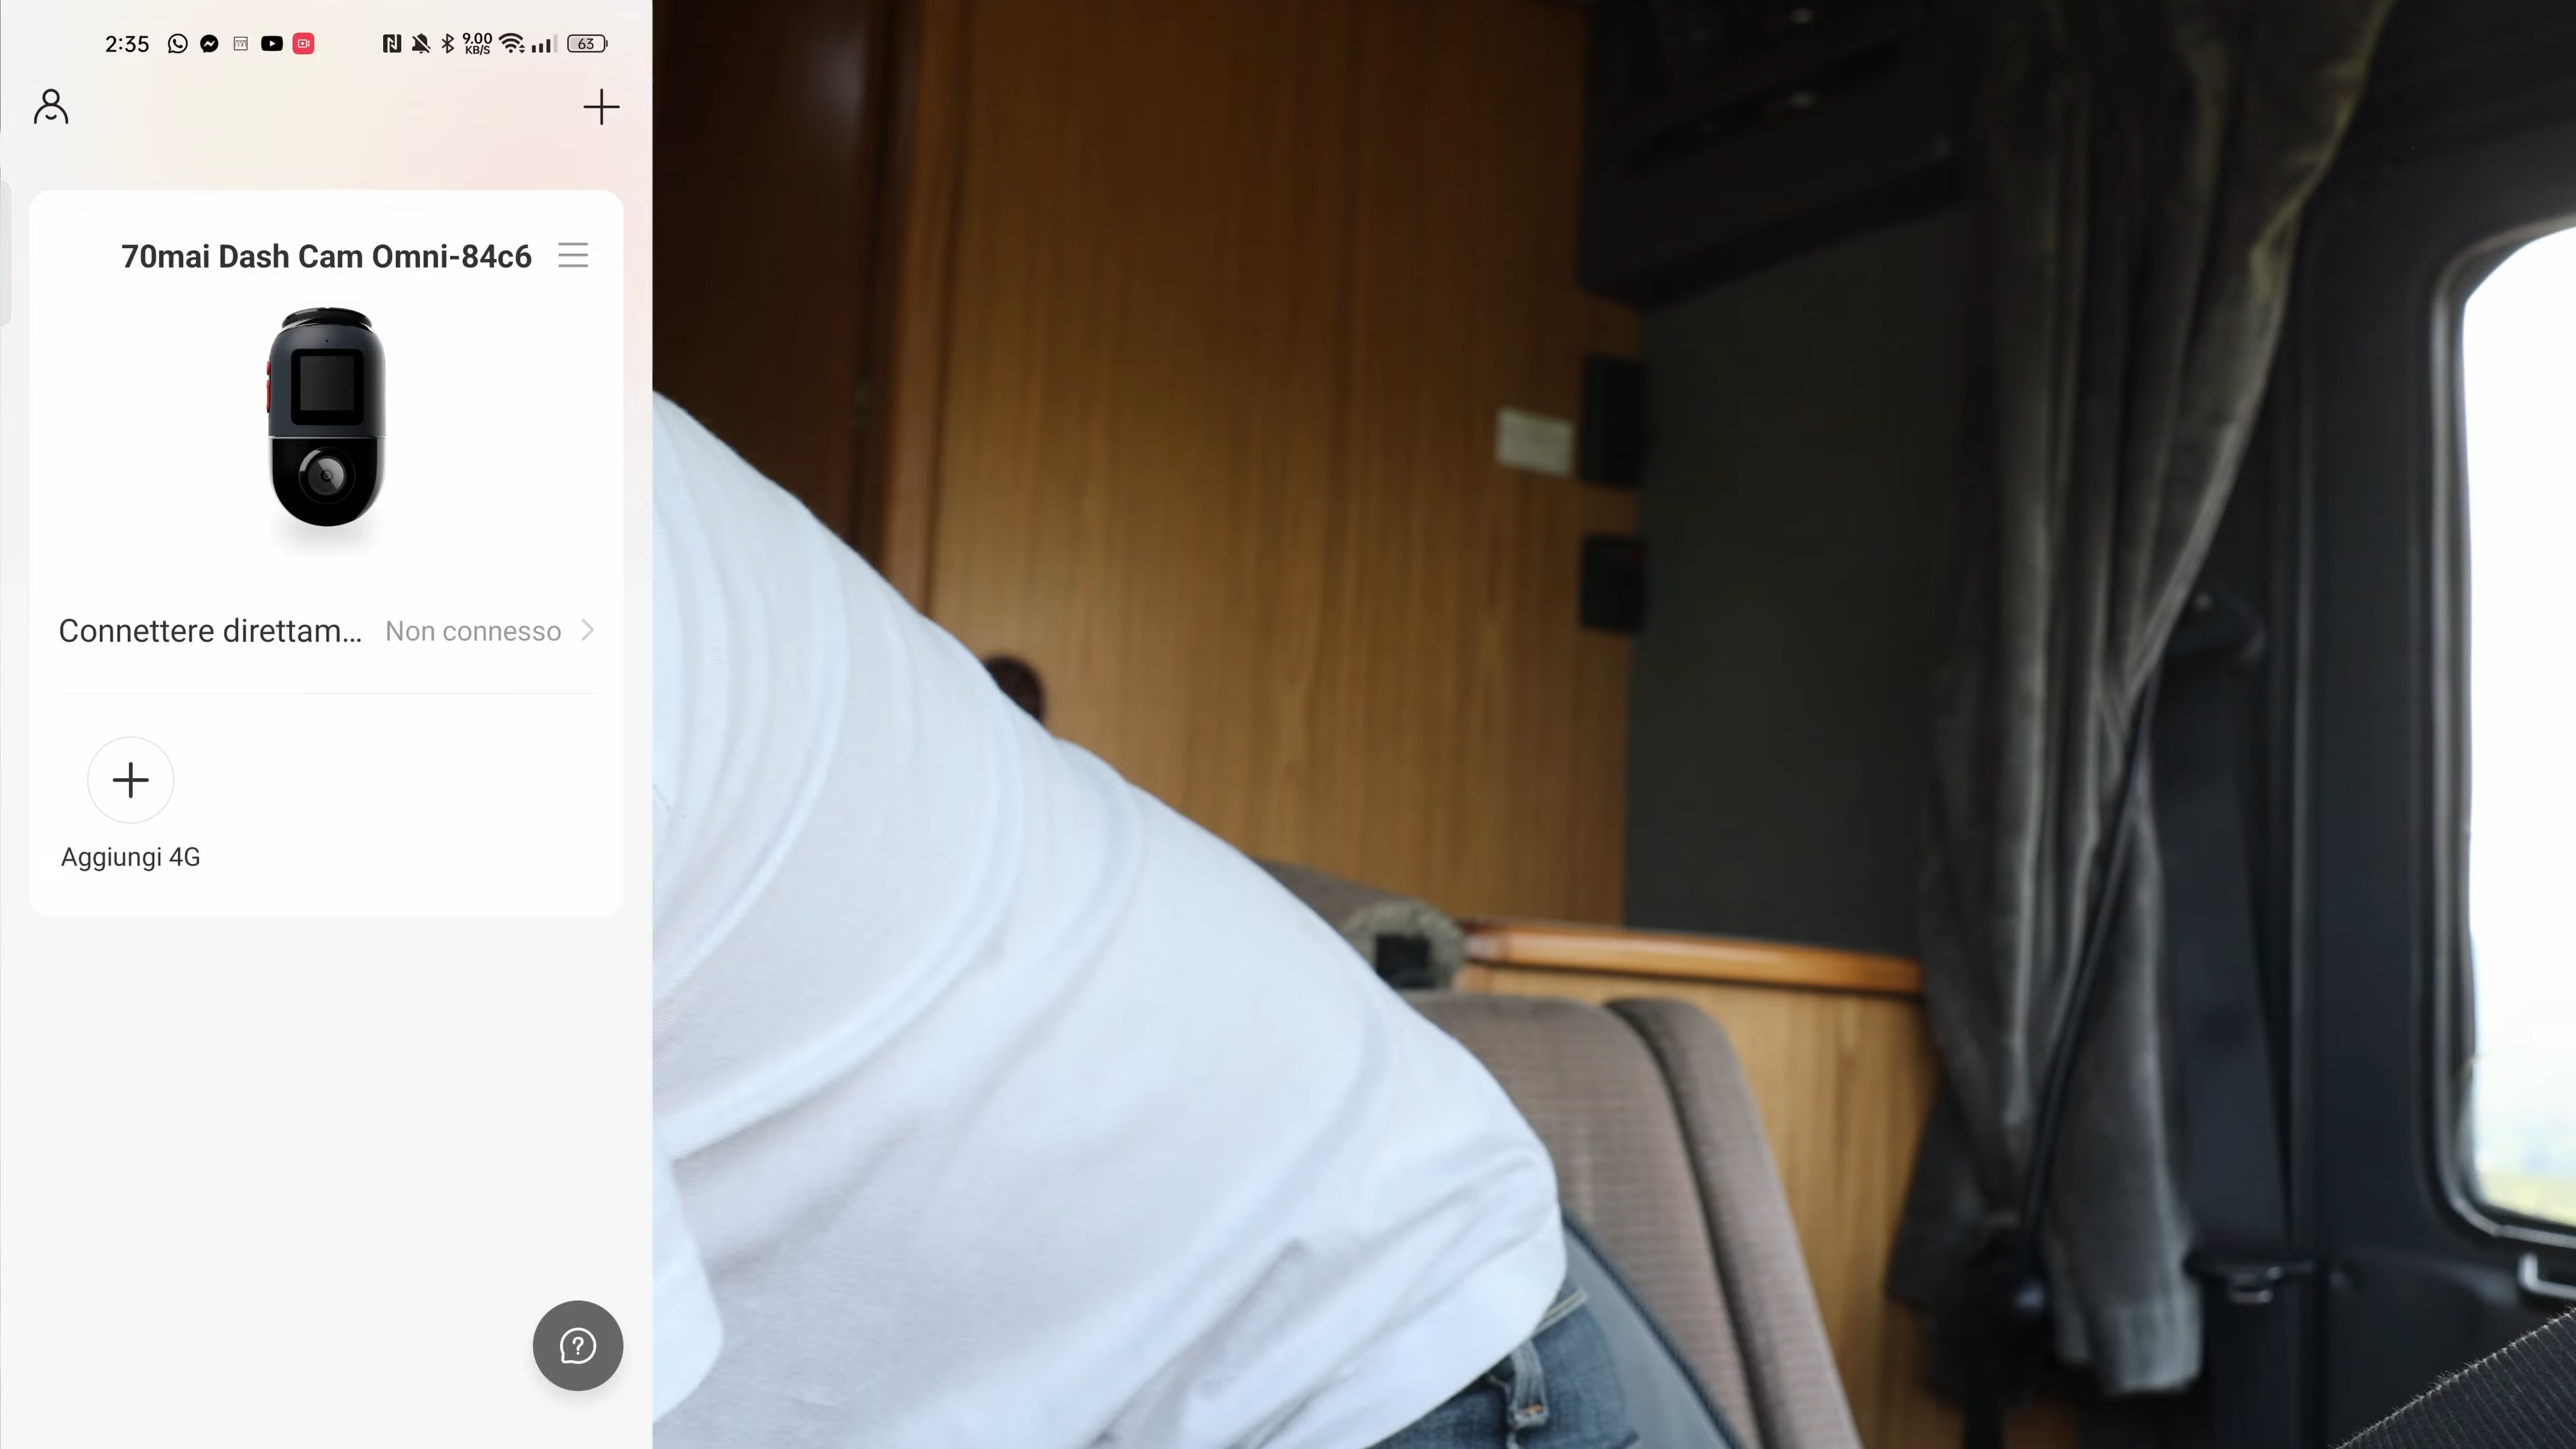 2:35
9.00
KB/S
63
70mai Dash Cam Omni-84c6
Connettere direttam... Non connesso
Aggiungi 4G